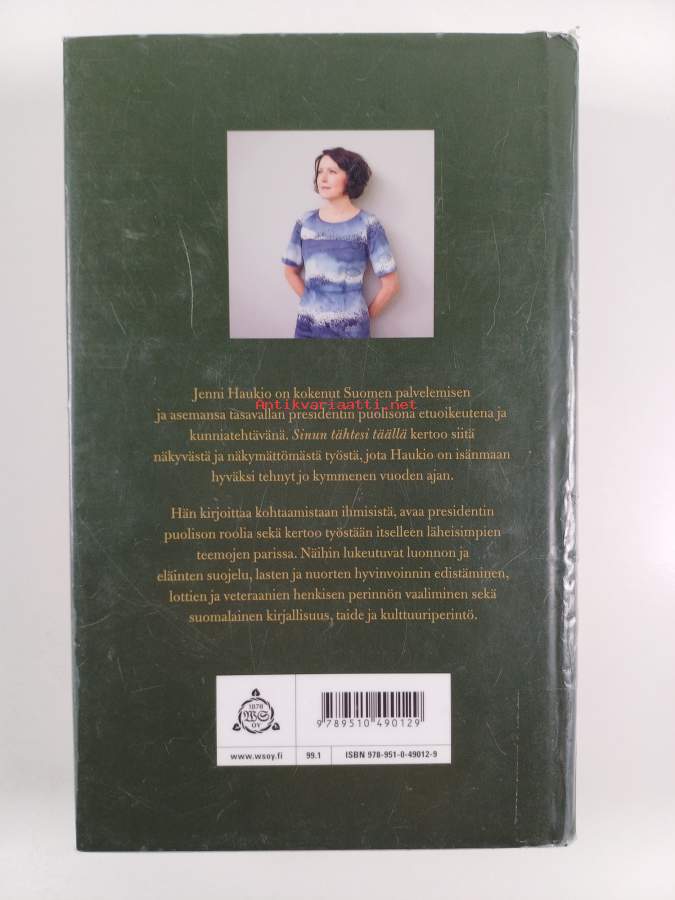 Jenni Haukio on kokenut Suomen palvelemisen
ja asemansa tasavallan presidentin puolisona etuoikeutena ja
Antikvariaatti.net
kunniatehtävänä. Sinun tähtesi täällä kertoo siitä
näkyvästä ja näkymättömästä työstä, jota Haukio on isänmaan
hyväksi tehnyt jo kymmenen vuoden ajan.
Hän kirjoittaa kohtaamistaan ihmisistä, avaa presidentin
puolison roolia sekä kertoo työstään itselleen läheisimpien
teemojen parissa. Näihin lukeutuvat luonnon ja
eläinten suojelu, lasten ja nuorten hyvinvoinnin edistäminen,
lottien ja veteraanien henkisen perinnön vaaliminen sekä
suomalainen kirjallisuus, taide ja kulttuuriperintö.
1878
WS
OY
9 789510 490129
www.wsoy.fi
99.1
ISBN 978-951-0-49012-9